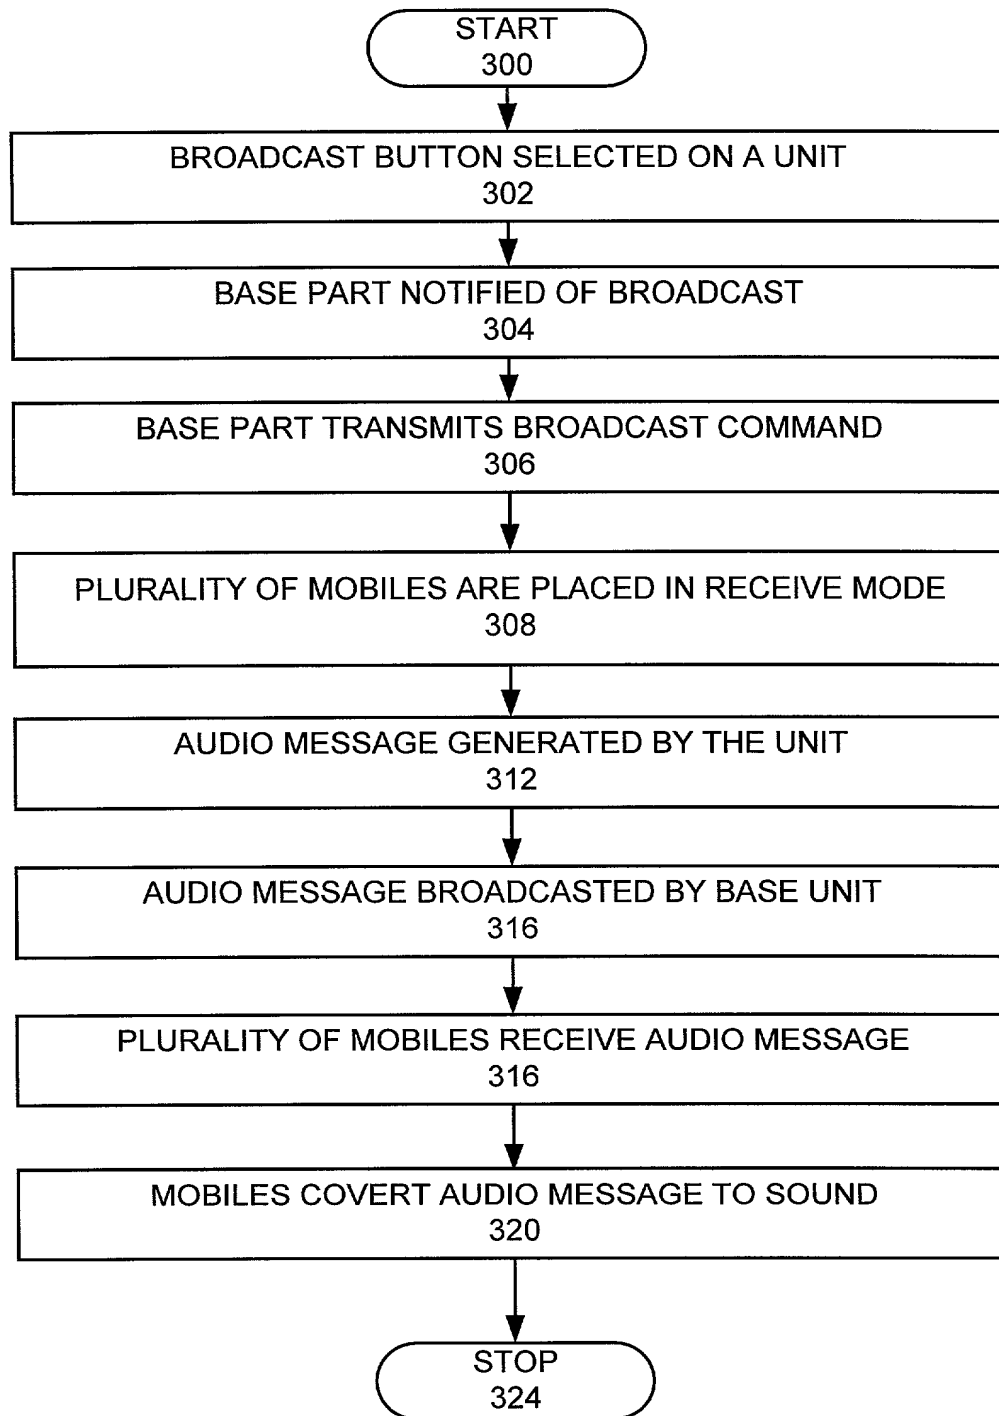 START
300
BROADCAST BUTTON SELECTED ON A UNIT
302
BASE PART NOTIFIED OF BROADCAST
304
BASE PART TRANSMITS BROADCAST COMMAND
306
PLURALITY OF MOBILES ARE PLACED IN RECEIVE MODE
308
AUDIO MESSAGE GENERATED BY THE UNIT
312
AUDIO MESSAGE BROADCASTED BY BASE UNIT
316
PLURALITY OF MOBILES RECEIVE AUDIO MESSAGE
316
MOBILES COVERT AUDIO MESSAGE TO SOUND
320
STOP
324